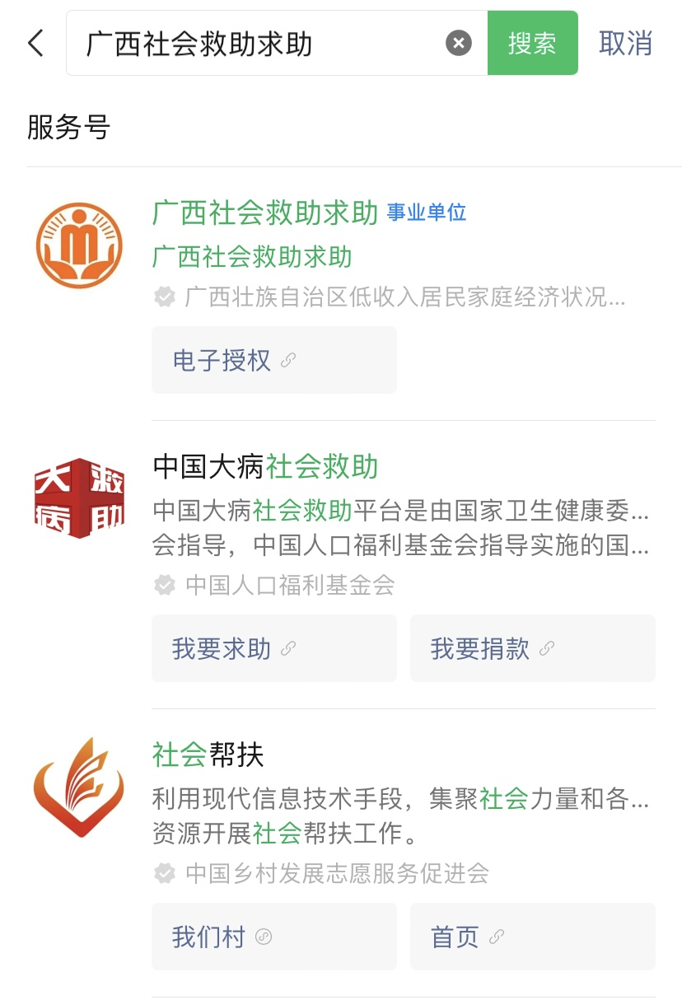 广西社会救助求助
搜索
取消
服务号
广西社会救助求助 事业单位
广西社会救助求助
广西壮族自治区低收入居民家庭经济状况...
电子授权
大病
救助
中国大病社会救助
中国大病社会救助平台是由国家卫生健康委...
会指导，中国人口福利基金会指导实施的国...
中国人口福利基金会
我要求助
我要捐款
社会帮扶
利用现代信息技术手段，集聚社会力量和各...
资源开展社会帮扶工作。
中国乡村发展志愿服务促进会
我们村
首页